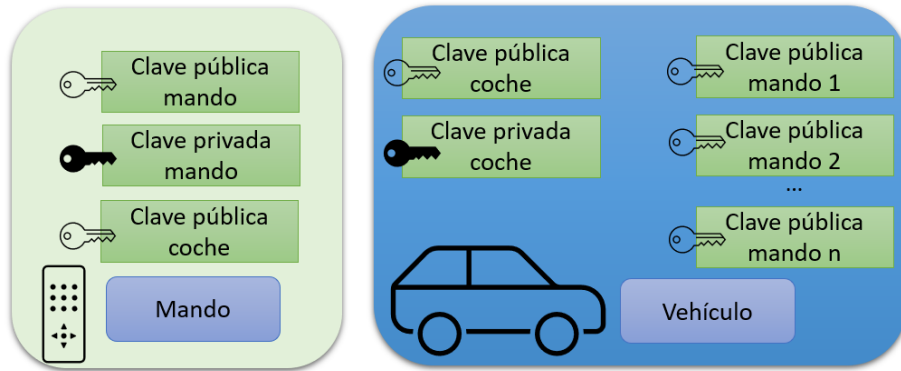 Clave pública
mando
Clave privada
mando
Clave pública
coche
Mando
Clave pública
coche
Clave privada
coche
Clave pública
mando 1
Clave pública
mando 2
...
Clave pública
mando n
Vehículo